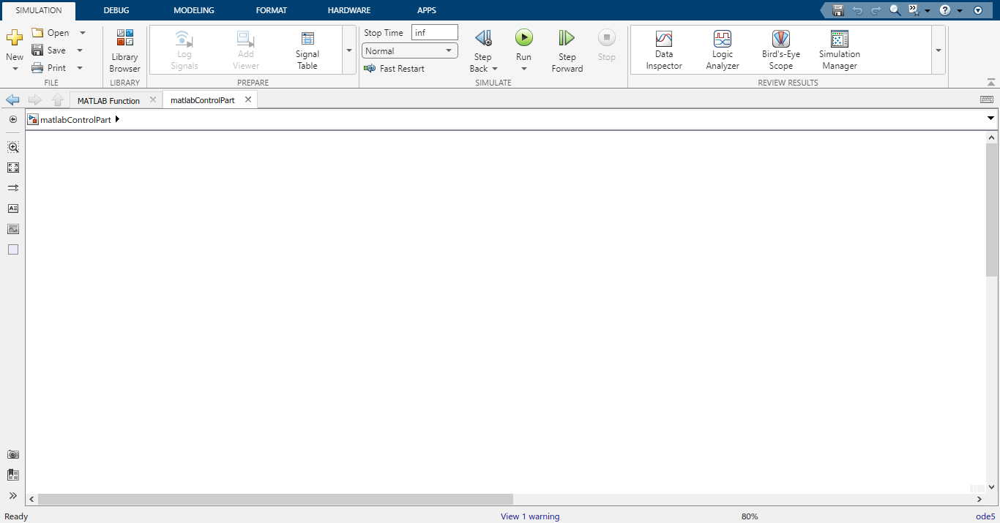 SIMULATION DEBUG MODELING FORMAT HARDWARE APPS
New
Open
Save
Print
FILE
Library
Browser
LIBRARY
Log
Signals
Add
Viewer
Signal
Table
PREPARE
Stop Time inf
Normal
Fast Restart
Step
Back
Run
Step
Forward
Stop
SIMULATE
Data
Inspector
Logic
Analyzer
Bird's-Eye
Scope
Simulation
Manager
REVIEW RESULTS
MATLAB Function matlabControlPart
matlabControlPart
Ready View 1 warning 80% ode5